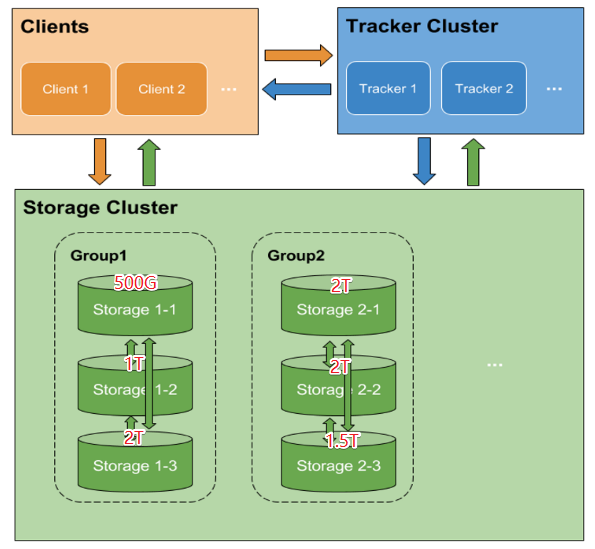 Clients
Client 1
Client 2
...
Tracker Cluster
Tracker 1
Tracker 2
...
Storage Cluster
Group1
500G
Storage 1-1
1T
Storage 1-2
2T
Storage 1-3
Group2
2T
Storage 2-1
2T
Storage 2-2
1.5T
Storage 2-3
...